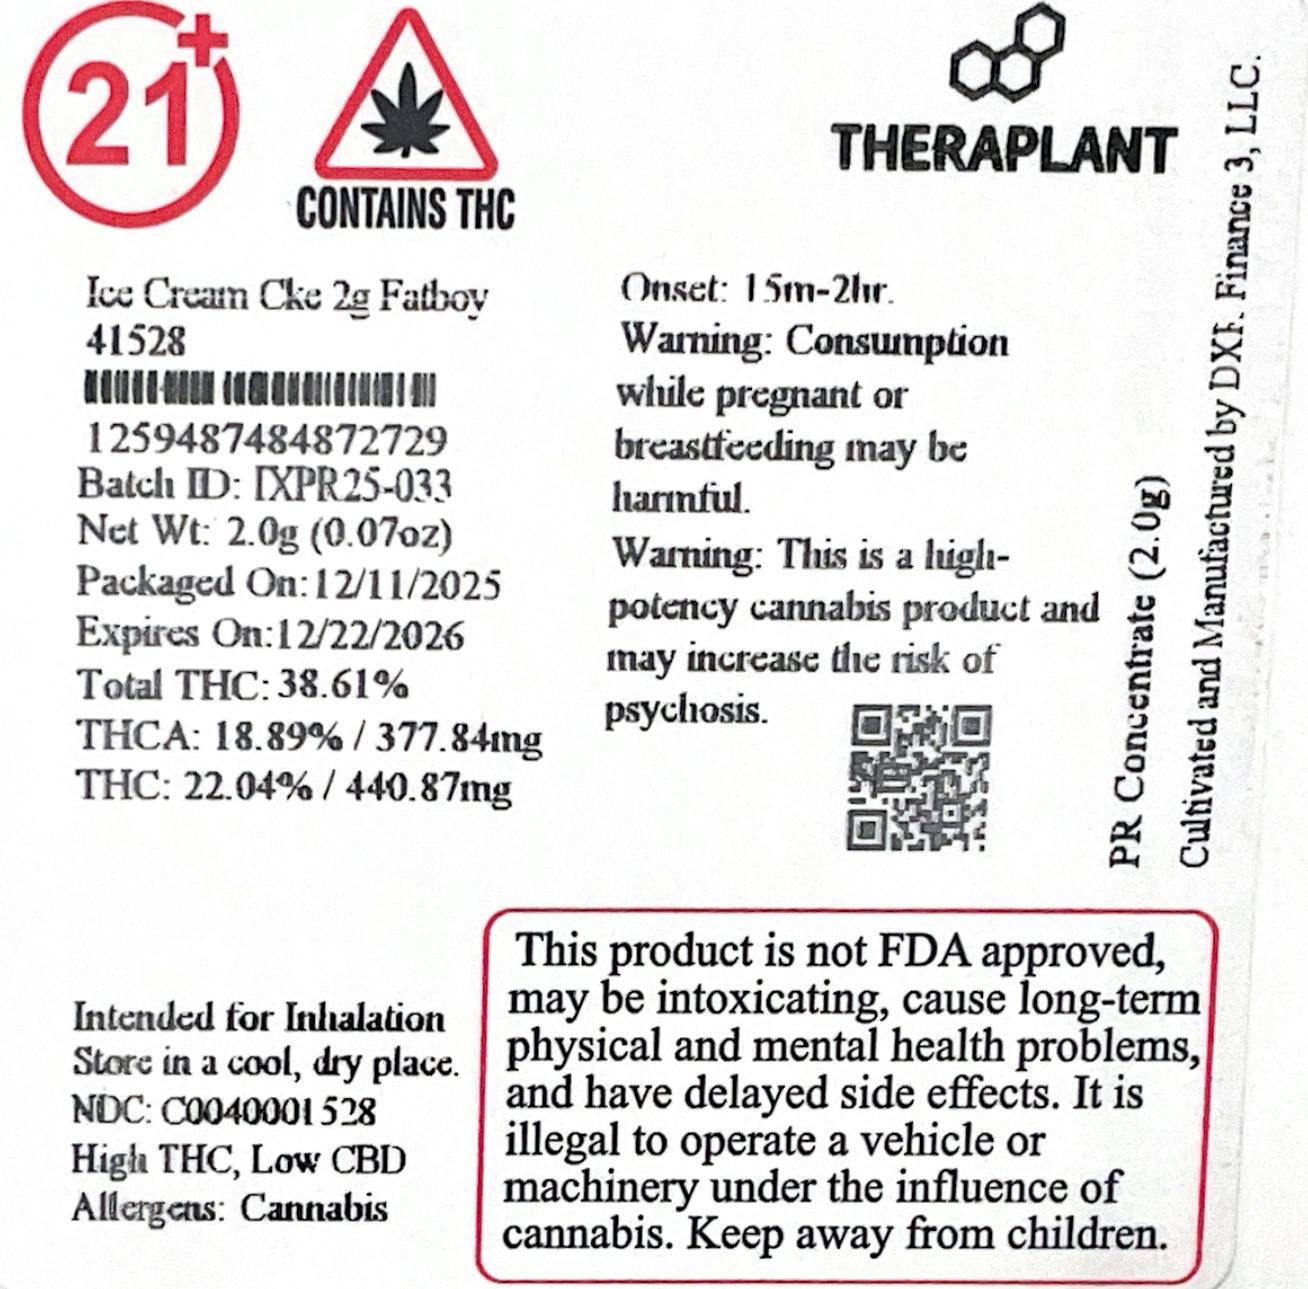 21+
CONTAINS THC
THERAPLANT
Ice Cream Cke 2g Fatboy
41528
1259487484872729
Batch ID: IXPR25-033
Net Wt: 2.0g (0.07oz)
Packaged On:12/11/2025
Expires On:12/22/2026
Total THC: 38.61%
THCA: 18.89% / 377.84mg
THC: 22.04% / 440.87mg
Onset: 15m-2hr.
Warning: Consumption
while pregnant or
breastfeeding may be
harmful.
Warning: This is a high-
potency cannabis product and
may increase the risk of
psychosis.
PR Concentrate (2.0g)
Cultivated and Manufactured by DXF. Finance 3, LLC.
Intended for Inhalation
Store in a cool, dry place.
NDC: C0040001528
High THC, Low CBD
Allergens: Cannabis
This product is not FDA approved,
may be intoxicating, cause long-term
physical and mental health problems,
and have delayed side effects. It is
illegal to operate a vehicle or
machinery under the influence of
cannabis. Keep away from children.